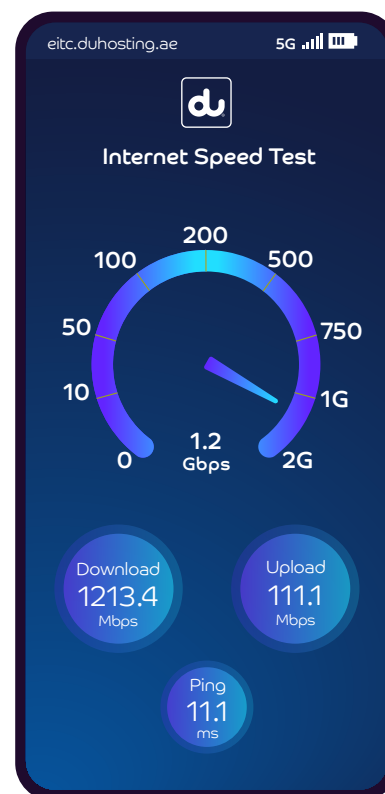 eitc.duhosting.ae 5G
du
Internet Speed Test
200
100 500
50 750
10 1G
1.2
0 Gbps 2G
Download Upload
1213.4 111.1
Mbps Mbps
Ping
11.1
ms